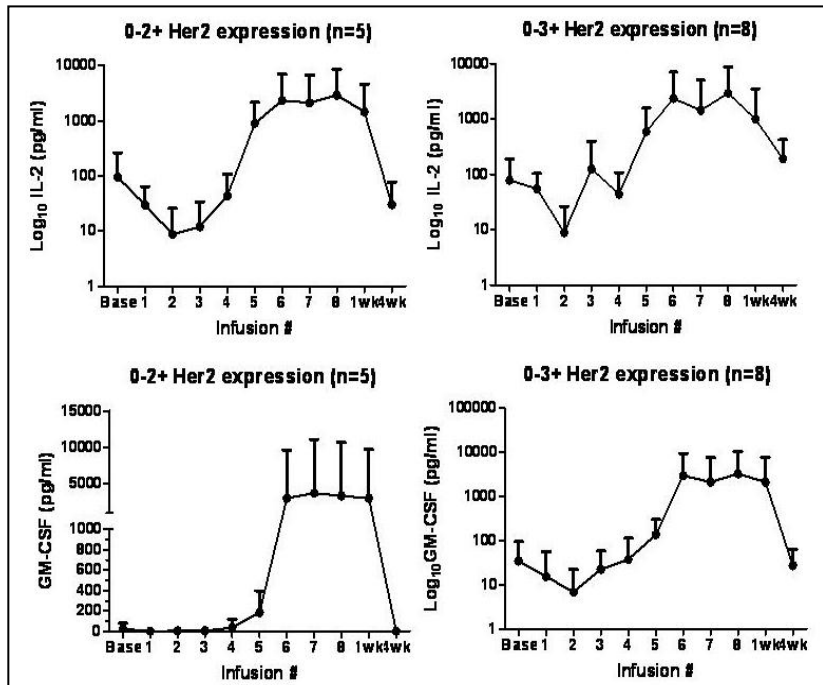 0-2+ Her2 expression (n=5)
Log10 IL-2 (pg/ml)
10000
1000
100
10
1
Base 1 2 3 4 5 6 7 8 1wk 4wk
Infusion #
0-3+ Her2 expression (n=8)
Log10 IL-2 (pg/ml)
10000
1000
100
10
1
Base 1 2 3 4 5 6 7 8 1wk 4wk
Infusion #
0-2+ Her2 expression (n=5)
GM-CSF (pg/ml)
15000
10000
5000
1000
800
600
400
200
0
Base 1 2 3 4 5 6 7 8 1wk 4wk
Infusion #
0-3+ Her2 expression (n=8)
Log10 GM-CSF (pg/ml)
100000
10000
1000
100
10
1
Base 1 2 3 4 5 6 7 8 1wk 4wk
Infusion #